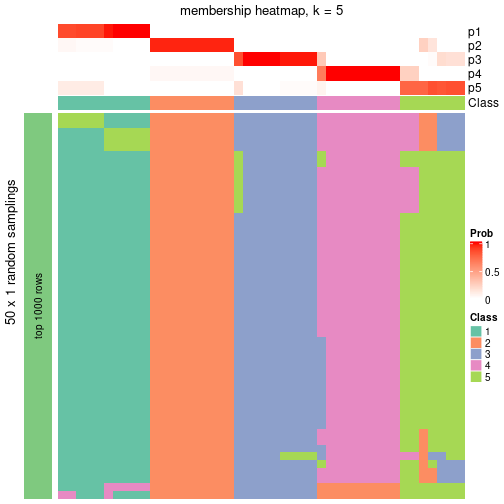 membership heatmap, k = 5
p1
p2
p3
p4
p5
Class
50 x 1 random samplings
top 1000 rows
Prob
1
0.5
0
Class
1
2
3
4
5